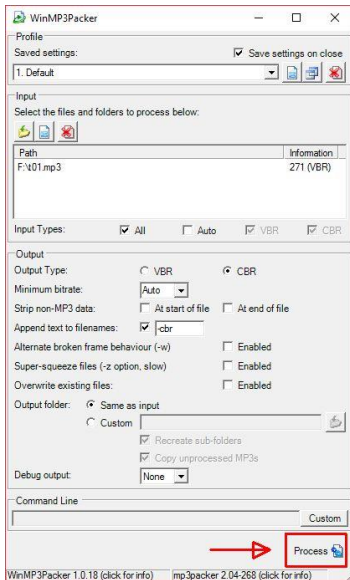 WinMP3Packer
Profile
Saved settings:
Save settings on close
1. Default
Input
Select the files and folders to process below:
Path Information
F:\t01.mp3 271 (VBR)
Input Types: All Auto VBR CBR
Output
Output Type: VBR CBR
Minimum bitrate: Auto
Strip non-MP3 data: At start of file At end of file
Append text to filenames: -cbr
Alternate broken frame behaviour (-w) Enabled
Super-squeeze files (-z option, slow) Enabled
Overwrite existing files: Enabled
Output folder: Same as input
Custom
Recreate sub-folders
Copy unprocessed MP3s
Debug output: None
Command Line
Custom
Process
WinMP3Packer 1.0.18 (click for info) mp3packer 2.04-268 (click for info)